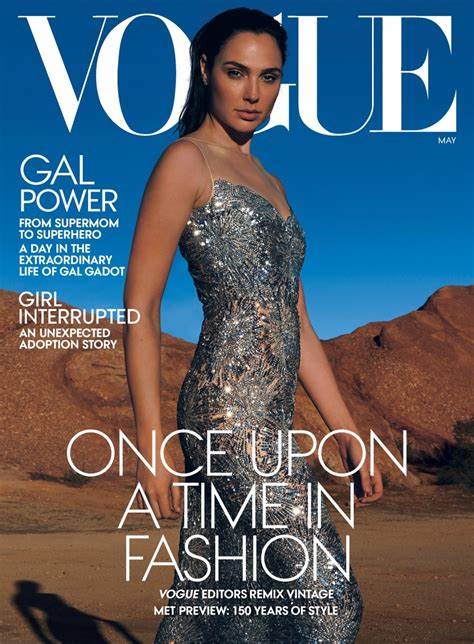 VOGUE
MAY
GAL
POWER
FROM SUPERMOM
TO SUPERHERO
A DAY IN THE
EXTRAORDINARY
LIFE OF GAL GADOT
GIRL
INTERRUPTED
AN UNEXPECTED
ADOPTION STORY
ONCE UPON
A TIME IN
FASHION
VOGUE EDITORS REMIX VINTAGE
MET PREVIEW: 150 YEARS OF STYLE